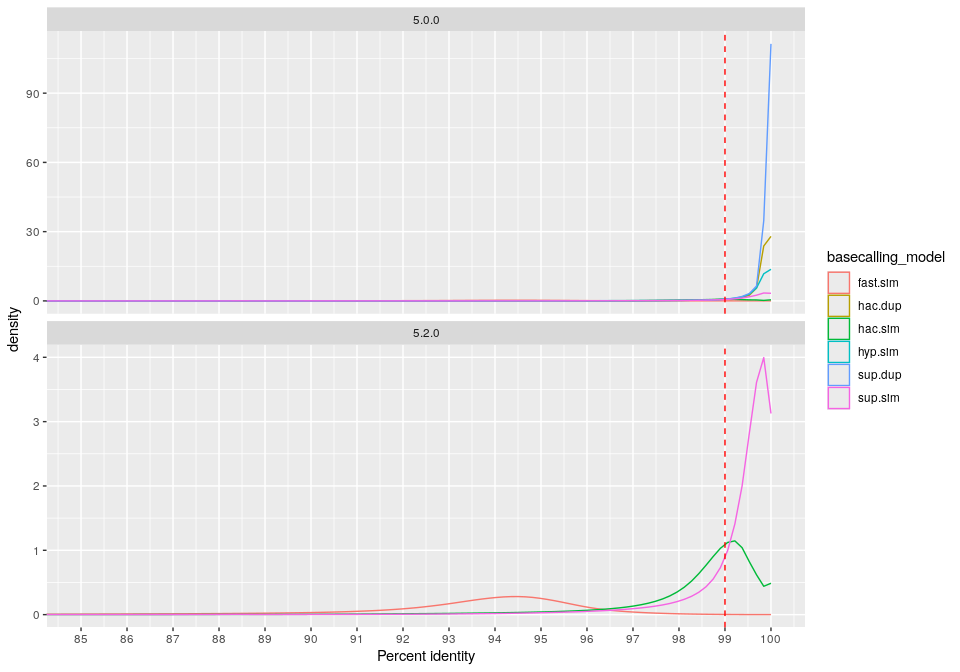 5.0.0
90
60
30
0
5.2.0
4
3
2
1
0
85 86 87 88 89 90 91 92 93 94 95 96 97 98 99 100
Percent identity
density
basecalling_model
fast.sim
hac.dup
hac.sim
hyp.sim
sup.dup
sup.sim